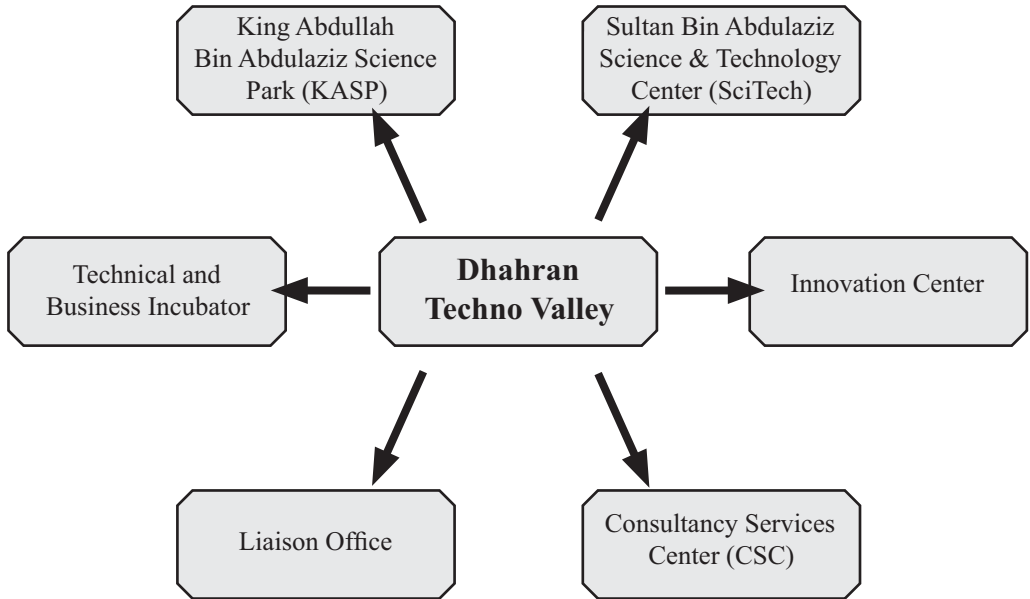 King Abdullah
Bin Abdulaziz Science
Park (KASP)
Sultan Bin Abdulaziz
Science & Technology
Center (SciTech)
Technical and
Business Incubator
Dhahran
Techno Valley
Innovation Center
Liaison Office
Consultancy Services
Center (CSC)